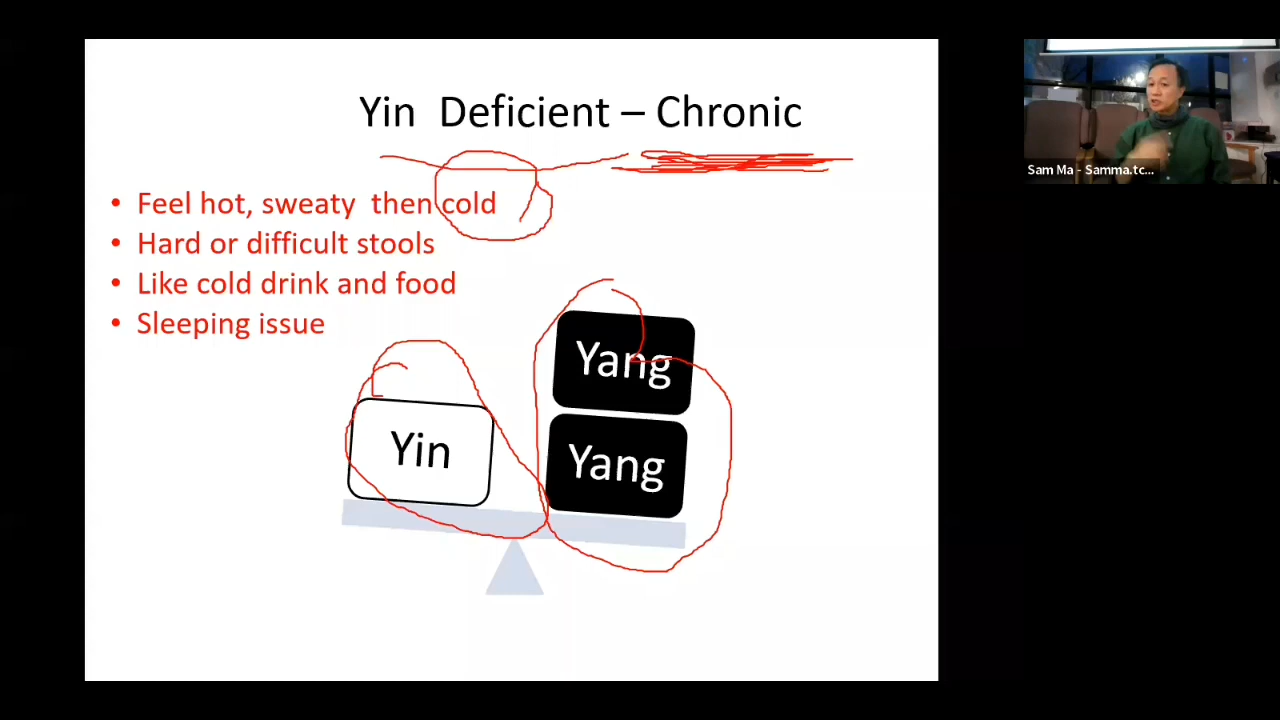 Yin  Deficient – Chronic
• Feel hot, sweaty  then cold
• Hard or difficult stools
• Like cold drink and food
• Sleeping issue
Yang
Yin
Yang
Sam Ma - Samma.tc...